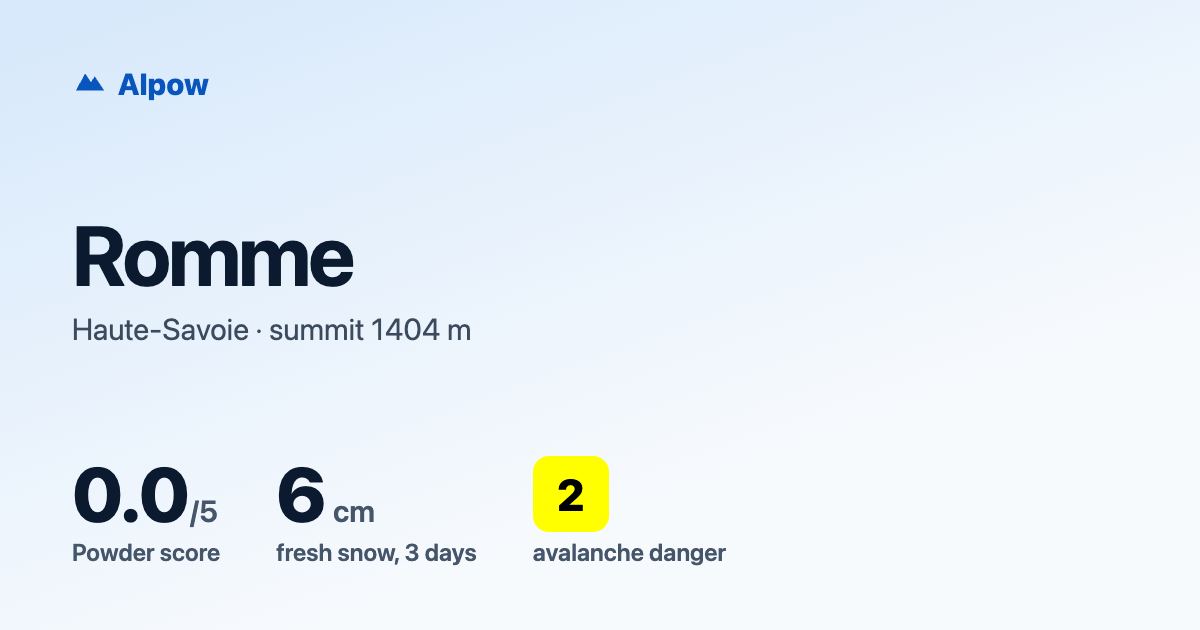 Alpow
Romme
Haute-Savoie · summit 1404 m
0.0/5
Powder score
6 cm
fresh snow, 3 days
2
avalanche danger